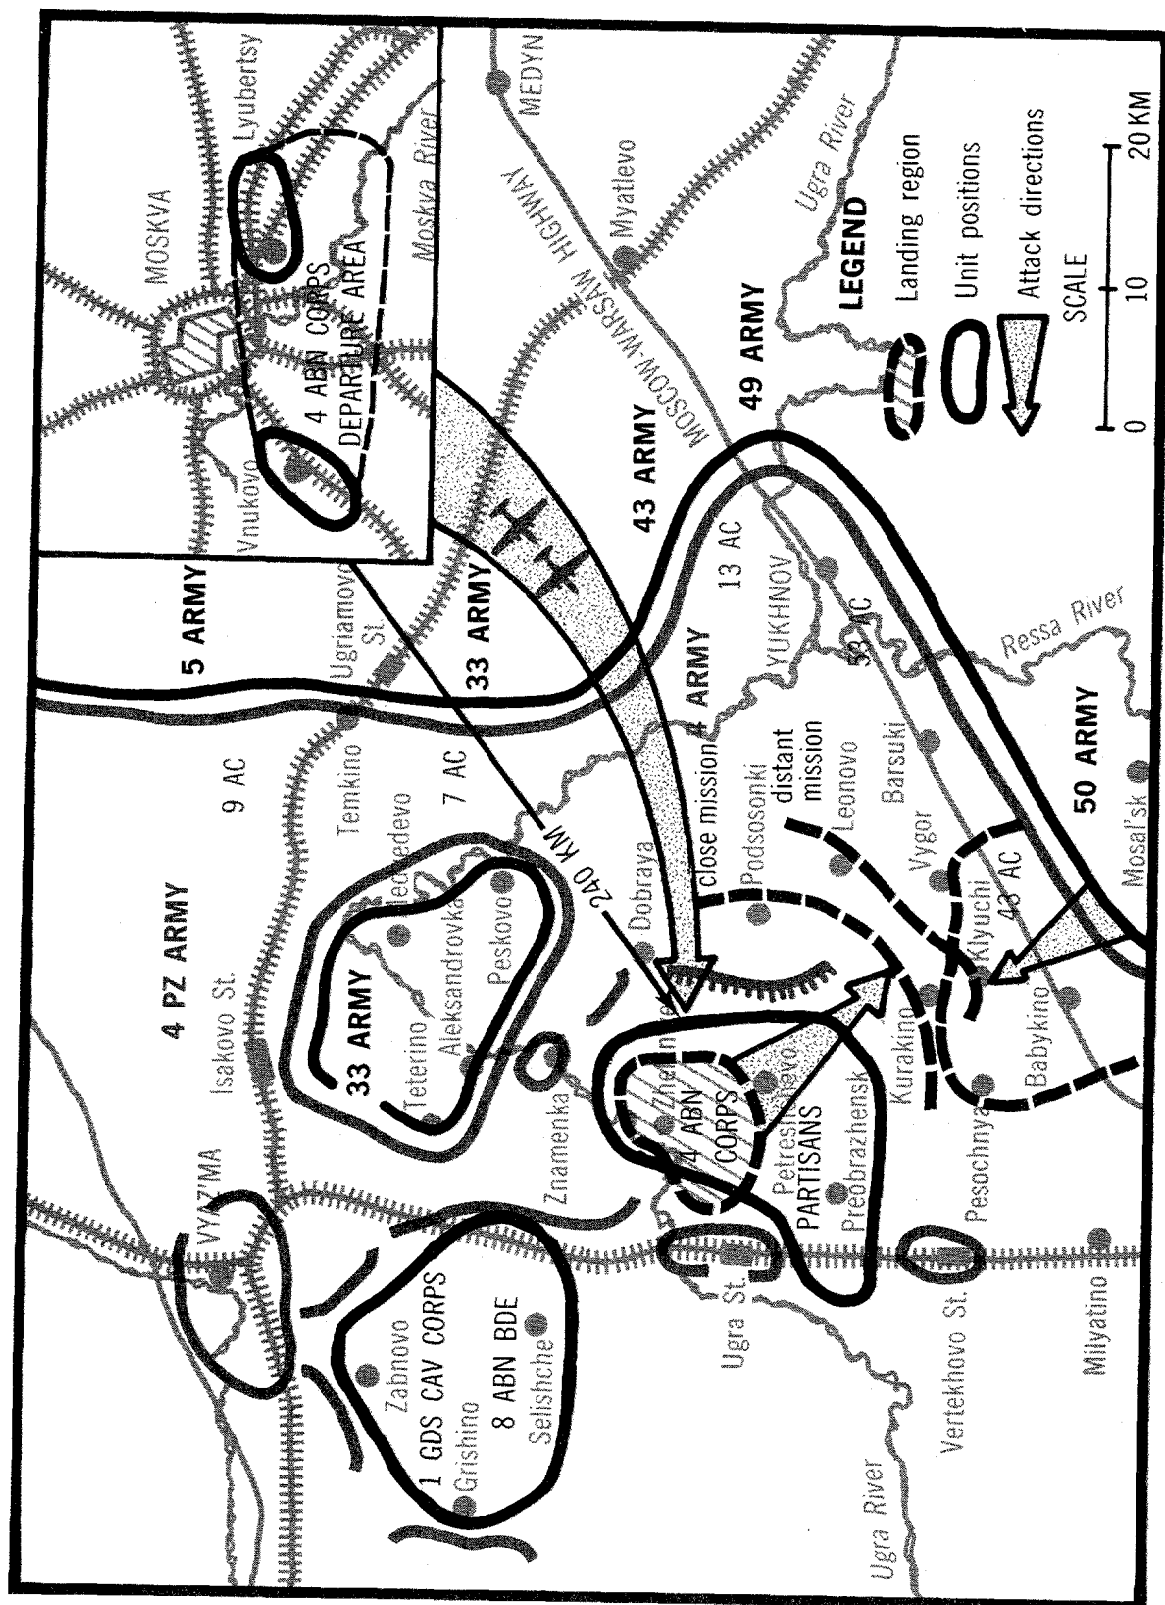 MOSKVA
4 PZ ARMY
5 ARMY
VYAZ'MA
Isakovo St.
9 AC
Vnukovo
Lyubertsy
4 ABN CORPS
DEPARTURE AREA
Ugriamovo
St.
Temkino
33 ARMY
Zabnovo
Teterino
Moskva River
1 GDS CAV CORPS
Aleksandrovka
7 AC
Grishino
33 ARMY
Peskovo
8 ABN BDE
MEDYN
Selishche
Znamenka
240 KM
MOSCOW-WARSAW HIGHWAY
Myatlevo
Dobraya
43 ARMY
4 ABN
CORPS
4 ARMY
Close mission
13 AC
Ugra St.
49 ARMY
Podsosonki
YUKHNOV
distant
mission
PARTISANS
Ugra River
Leonovo
Preobrazhensk
53 AC
Ugra River
Barsuki
Kurakino
Vygor
Vertekhovo St.
Pesochnya
Klyuchi
43 AC
Ressa River
Babykino
50 ARMY
Milyatino
Mosal'sk
LEGEND
Landing region
Unit positions
Attack directions
SCALE
0 10 20 KM